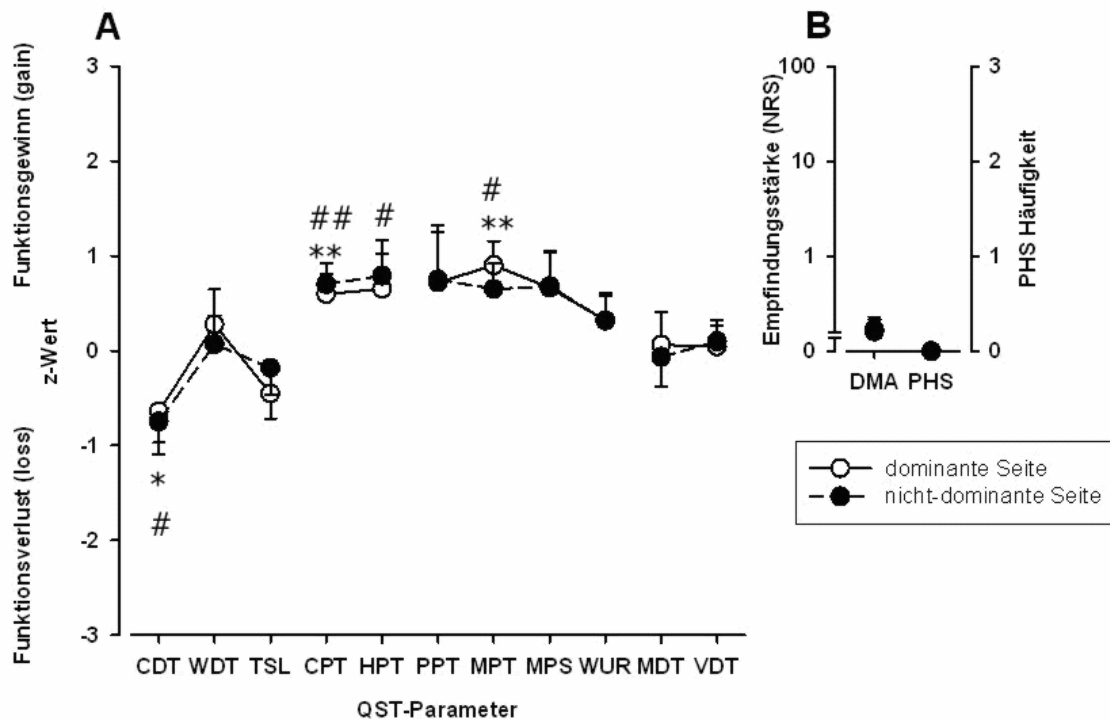 A
Funktionsgewinn (gain)
z-Wert
Funktionsverlust (loss)
3
2
1
0
-1
-2
-3
## #
** 
#
**
*
#
CDT WDT TSL CPT HPT PPT MPT MPS WUR MDT VDT
QST-Parameter
B
Empfindungsstärke (NRS)
100
10
1
0
3
2
1
0
PHS Häufigkeit
DMA PHS
dominante Seite
nicht-dominante Seite